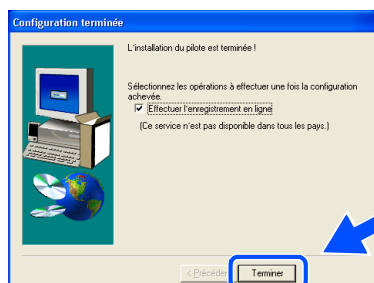 Configuration terminée
L'installation du pilote est terminée !
Sélectionnez les opérations à effectuer une fois la configuration
achevée.
Effectuer l'enregistrement en ligne
(Ce service n'est pas disponible dans tous les pays.)
< Précéder
Terminer